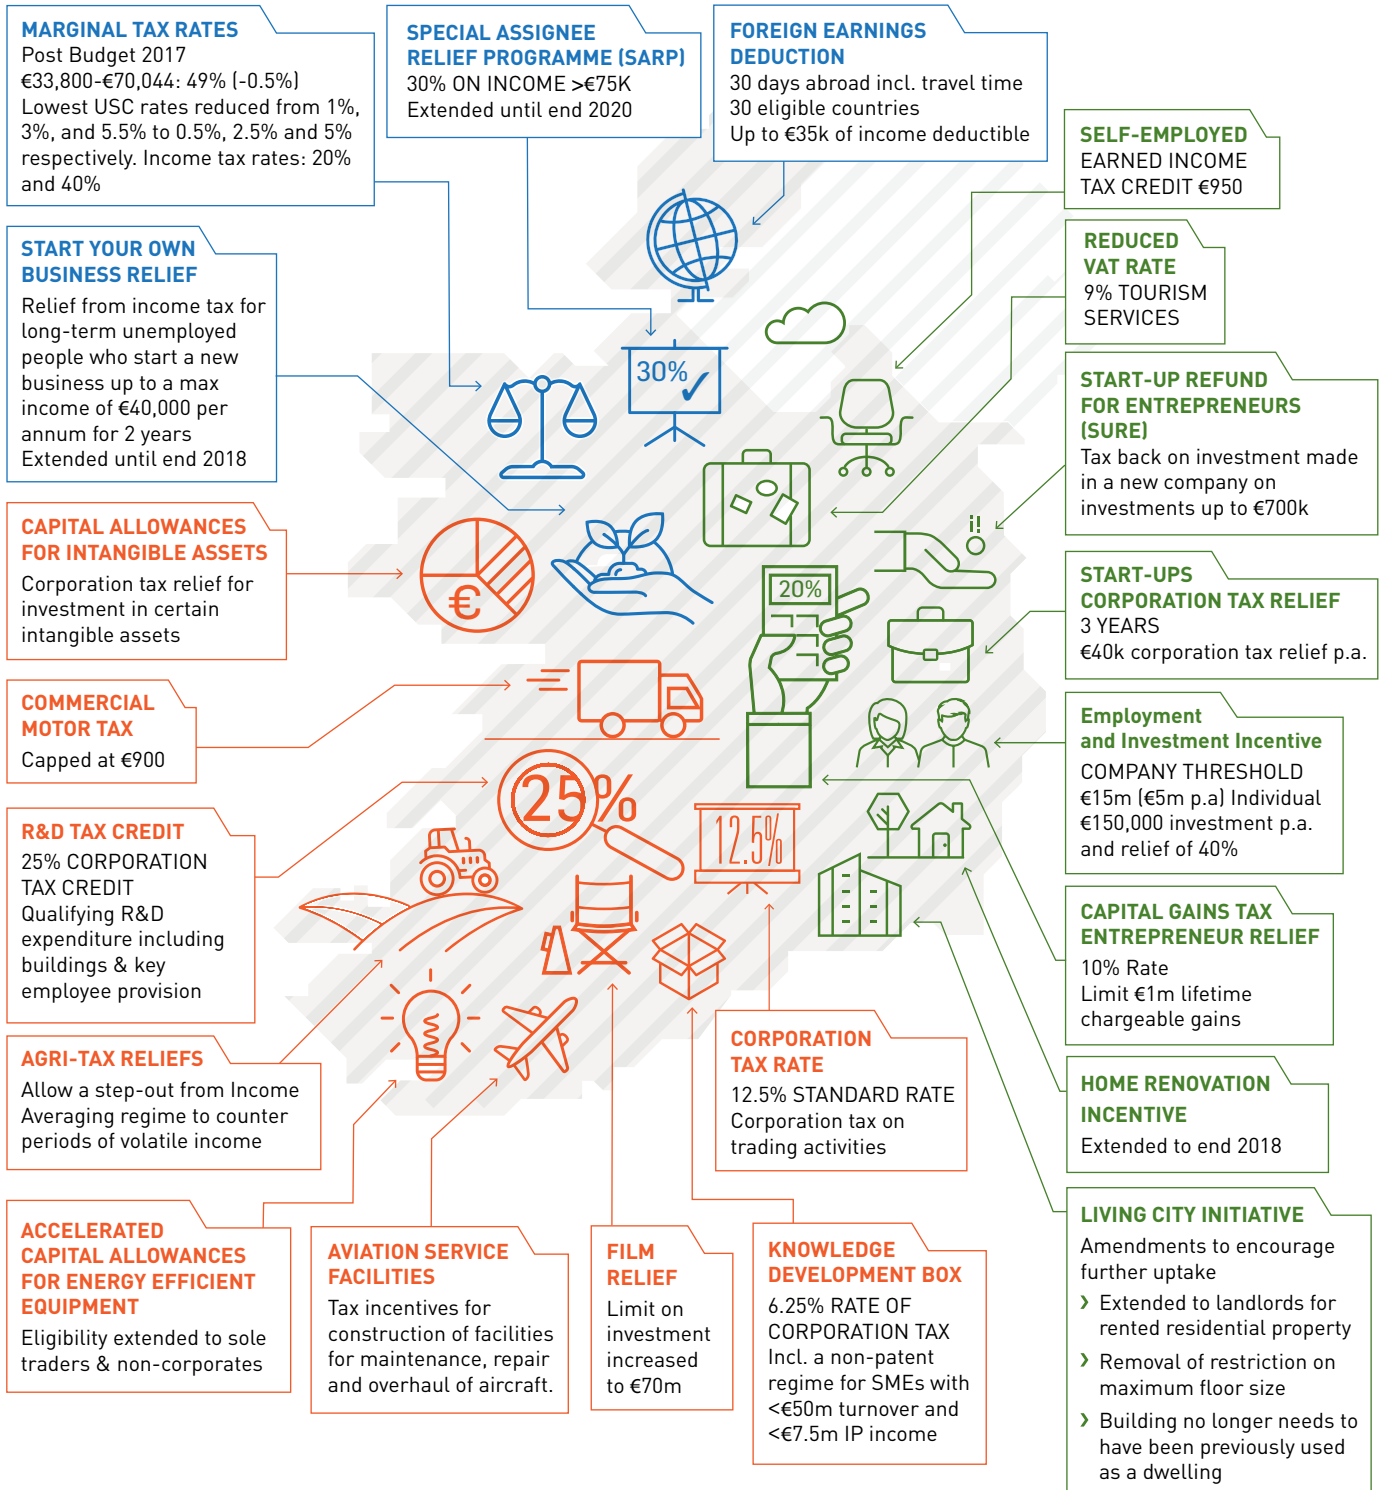 MARGINAL TAX RATES
Post Budget 2017
€33,800-€70,044: 49% (-0.5%)
Lowest USC rates reduced from 1%,
3%, and 5.5% to 0.5%, 2.5% and 5%
respectively. Income tax rates: 20%
and 40%
SPECIAL ASSIGNEE
RELIEF PROGRAMME (SARP)
30% ON INCOME >€75K
Extended until end 2020
FOREIGN EARNINGS
DEDUCTION
30 days abroad incl. travel time
30 eligible countries
Up to €35k of income deductible
SELF-EMPLOYED
EARNED INCOME
TAX CREDIT €950
START YOUR OWN
BUSINESS RELIEF
Relief from income tax for
long-term unemployed
people who start a new
business up to a max
income of €40,000 per
annum for 2 years
Extended until end 2018
REDUCED
VAT RATE
9% TOURISM
SERVICES
30%
START-UP REFUND
FOR ENTREPRENEURS
(SURE)
Tax back on investment made
in a new company on
investments up to €700k
CAPITAL ALLOWANCES
FOR INTANGIBLE ASSETS
Corporation tax relief for
investment in certain
intangible assets
€
20%
START-UPS
CORPORATION TAX RELIEF
3 YEARS
€40k corporation tax relief p.a.
COMMERCIAL
MOTOR TAX
Capped at €900
Employment
and Investment Incentive
COMPANY THRESHOLD
€15m (€5m p.a) Individual
€150,000 investment p.a.
and relief of 40%
25%
12.5%
R&D TAX CREDIT
25% CORPORATION
TAX CREDIT
Qualifying R&D
expenditure including
buildings & key
employee provision
CAPITAL GAINS TAX
ENTREPRENEUR RELIEF
10% Rate
Limit €1m lifetime
chargeable gains
AGRI-TAX RELIEFS
Allow a step-out from Income
Averaging regime to counter
periods of volatile income
CORPORATION
TAX RATE
12.5% STANDARD RATE
Corporation tax on
trading activities
HOME RENOVATION
INCENTIVE
Extended to end 2018
ACCELERATED
CAPITAL ALLOWANCES
FOR ENERGY EFFICIENT
EQUIPMENT
Eligibility extended to sole
traders & non-corporates
AVIATION SERVICE
FACILITIES
Tax incentives for
construction of facilities
for maintenance, repair
and overhaul of aircraft.
FILM
RELIEF
Limit on
investment
increased
to €70m
KNOWLEDGE
DEVELOPMENT BOX
6.25% RATE OF
CORPORATION TAX
Incl. a non-patent
regime for SMEs with
<€50m turnover and
<€7.5m IP income
LIVING CITY INITIATIVE
Amendments to encourage
further uptake
› Extended to landlords for
rented residential property
› Removal of restriction on
maximum floor size
› Building no longer needs to
have been previously used
as a dwelling